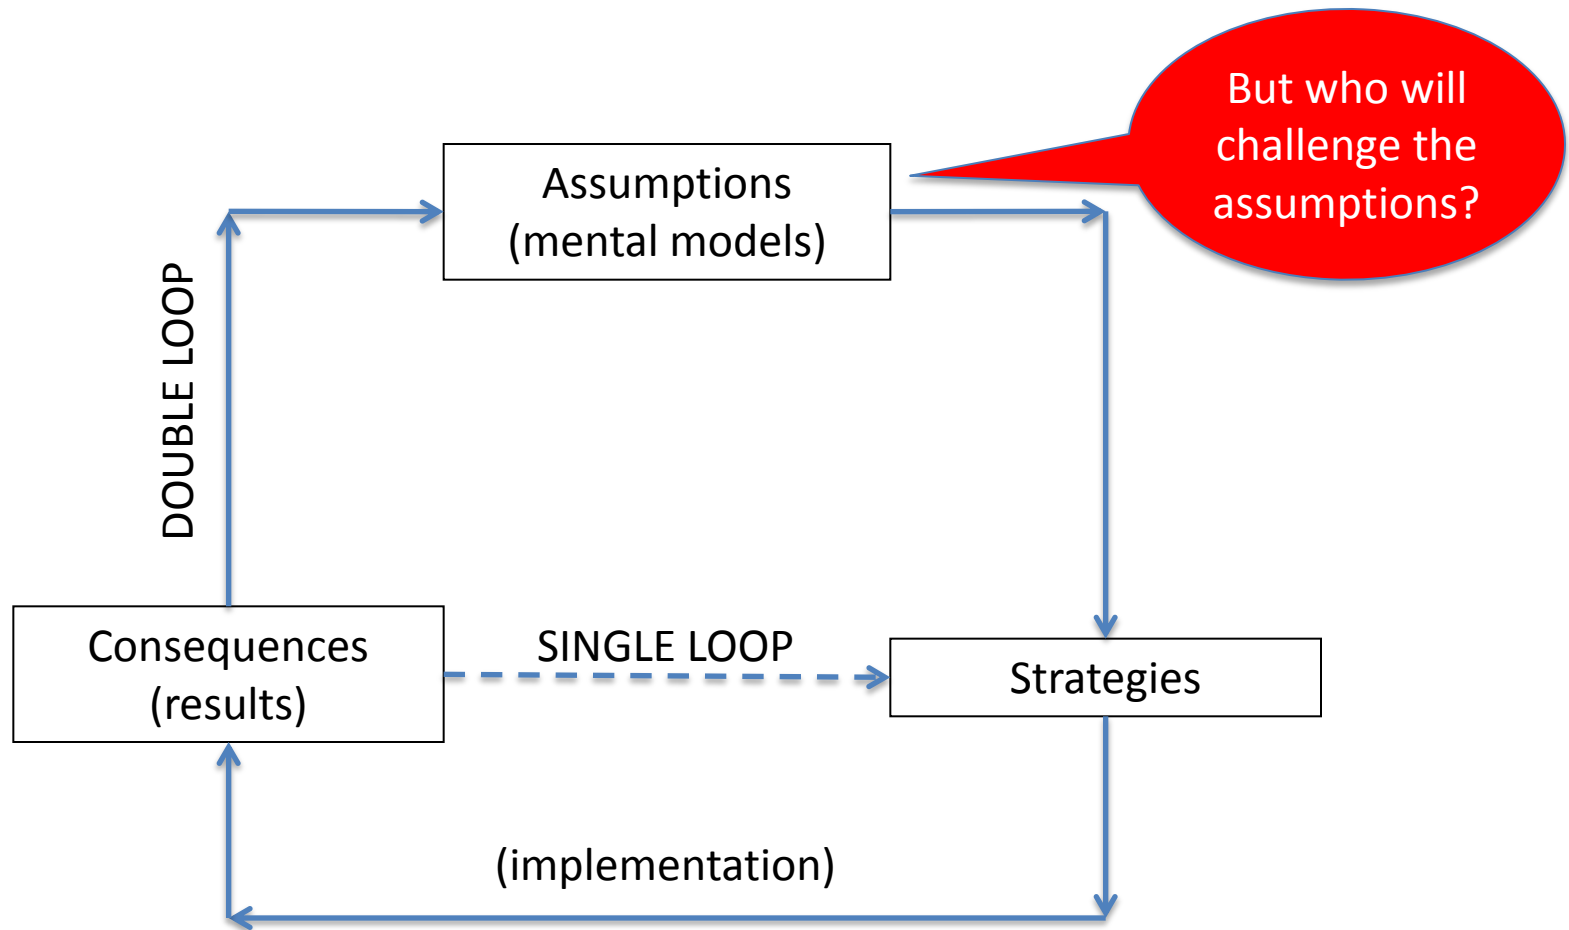 But who will
challenge the
assumptions?
Assumptions
(mental models)
DOUBLE LOOP
Consequences
(results)
SINGLE LOOP
Strategies
(implementation)